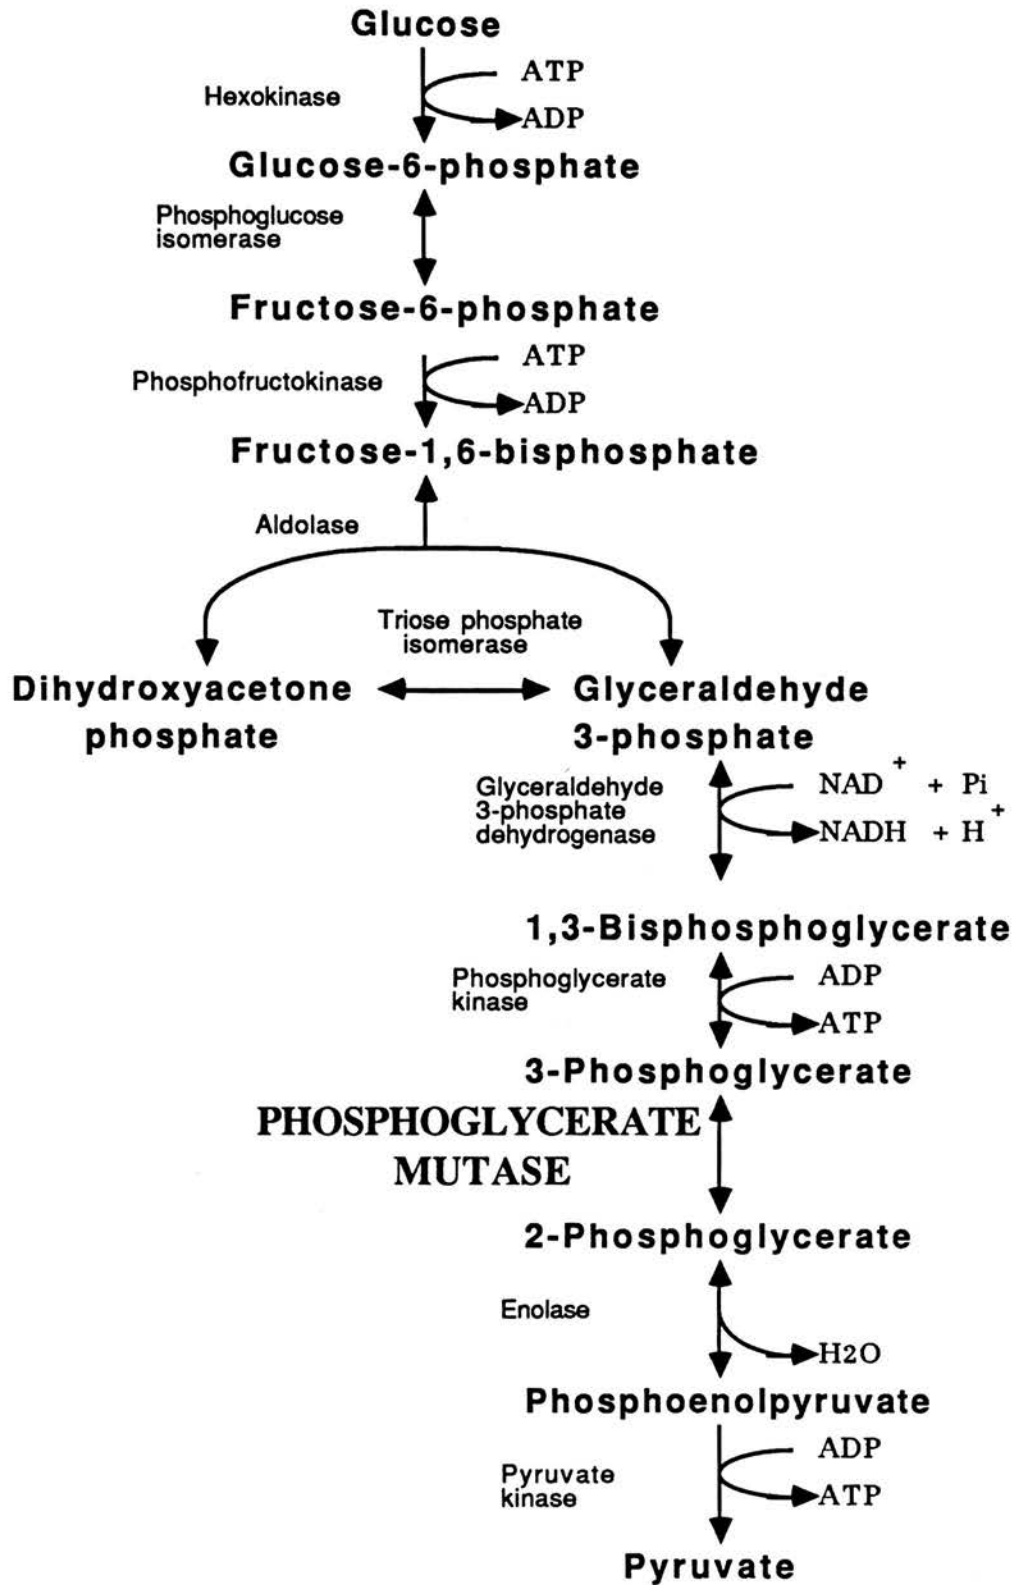 Glucose
ATP
Hexokinase
ADP
Glucose-6-phosphate
Phosphoglucose
isomerase
Fructose-6-phosphate
ATP
Phosphofructokinase
ADP
Fructose-1,6-bisphosphate
Aldolase
Triose phosphate
isomerase
Dihydroxyacetone
phosphate
Glyceraldehyde
3-phosphate
Glyceraldehyde
3-phosphate
dehydrogenase
NAD+ + Pi
NADH + H+
1,3-Bisphosphoglycerate
Phosphoglycerate
kinase
ADP
ATP
3-Phosphoglycerate
PHOSPHOGLYCERATE
MUTASE
2-Phosphoglycerate
Enolase
H2O
Phosphoenolpyruvate
ADP
Pyruvate
kinase
ATP
Pyruvate